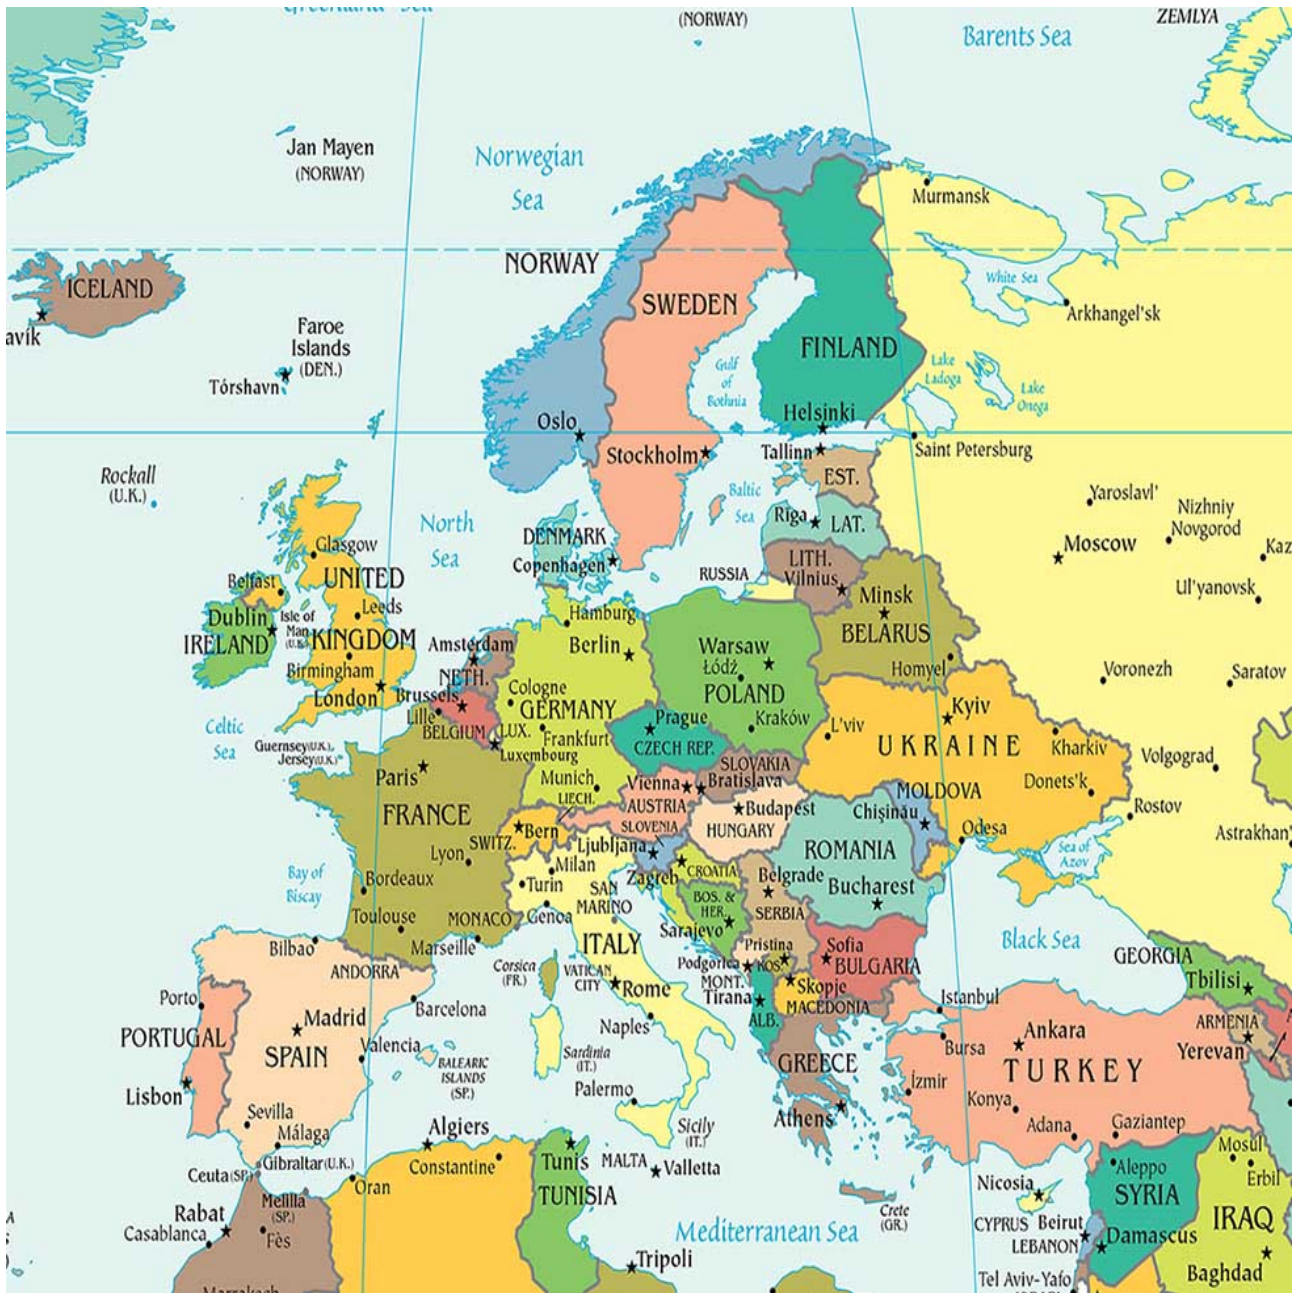 Greenland Sea
(NORWAY)
Barents Sea
ZEMLYA
Jan Mayen
(NORWAY)
Norwegian
Sea
Murmansk
NORWAY
White Sea
ICELAND
SWEDEN
Arkhangel'sk
avík
Faroe
Islands
(DEN.)
Tórshavn
FINLAND
Gulf
of
Bothnia
Lake
Ladoga
Lake
Onega
Oslo
Helsinki
Stockholm
Tallinn
Saint Petersburg
Rockall
(U.K.)
EST.
Baltic
Sea
Yaroslavl'
Nizhniy
Novgorod
North
Sea
Riga
LAT.
DENMARK
Copenhagen
Moscow
Kaz
Glasgow
LITH.
Vilnius
RUSSIA
Ul'yanovsk
Belfast
UNITED
KINGDOM
Leeds
Isle of
Man
(U.K.)
Dublin
IRELAND
Birmingham
London
Hamburg
Berlin
Minsk
BELARUS
Homyel
Amsterdam
NETH.
Warsaw
Łódź
POLAND
Kraków
Voronezh
Saratov
Brussels
BELGIUM
Lille
Cologne
GERMANY
Frankfurt
LUX.
Luxembourg
Celtic
Sea
Guernsey(U.K.)
Jersey(U.K.)
Prague
CZECH REP.
L'viv
Kyiv
UKRAINE
Kharkiv
Donets'k
Volgograd
Paris
FRANCE
Munich
LIECH.
Vienna
AUSTRIA
SLOVAKIA
Bratislava
MOLDOVA
Chişinău
Rostov
Astrakhan'
Bern
SWITZ.
Budapest
HUNGARY
SLOVENIA
Ljubljana
Odesa
Sea of
Azov
Lyon
Milan
Turin
Zagreb
CROATIA
ROMANIA
Bucharest
Bay of
Biscay
Bordeaux
Toulouse
MONACO
Marseille
Genoa
SAN
MARINO
BOS. &
HER.
Sarajevo
Belgrade
SERBIA
Bilbao
ANDORRA
Corsica
(FR.)
ITALY
VATICAN
CITY
Rome
Pristina
KOS.
Podgorica
MONT.
Sofia
BULGARIA
Black Sea
GEORGIA
Tbilisi
Skopje
MACEDONIA
Tirana
ALB.
Istanbul
Porto
PORTUGAL
Lisbon
Madrid
SPAIN
Barcelona
Valencia
BALEARIC
ISLANDS
(SP.)
Sardinia
(IT.)
Naples
GREECE
Athens
Bursa
Ankara
TURKEY
ARMENIA
Yerevan
A
İzmir
Konya
Adana
Gaziantep
Sevilla
Málaga
Gibraltar(U.K.)
Ceuta(SP.)
Melilla
(SP.)
Palermo
Sicily
(IT.)
Algiers
Constantine
Oran
Tunis
TUNISIA
MALTA
Valletta
Crete
(GR.)
Nicosia
CYPRUS
Aleppo
SYRIA
Mosul
Erbil
Rabat
Casablanca
Fès
Marrakech
Mediterranean Sea
Tripoli
Beirut
LEBANON
Damascus
IRAQ
Baghdad
Tel Aviv-Yafo